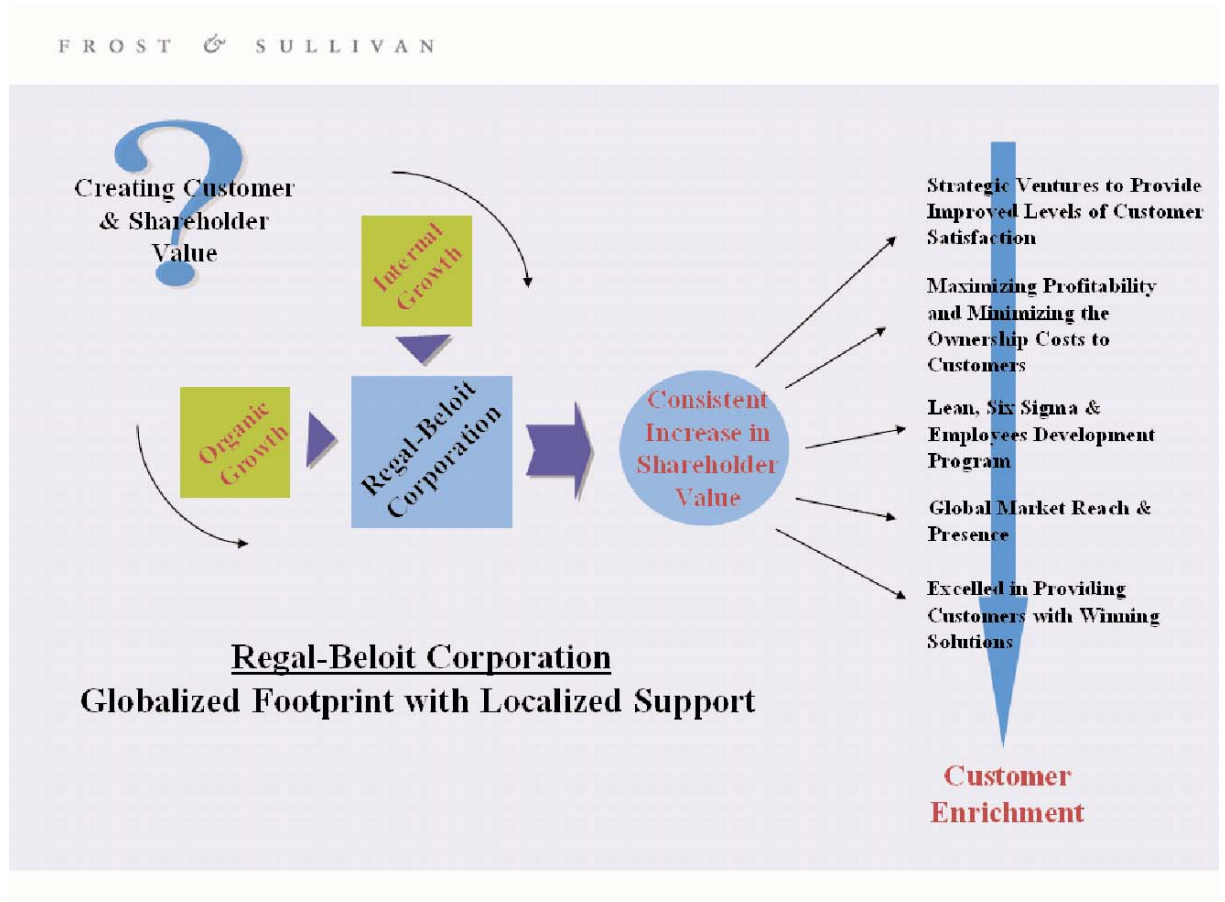 FROST & SULLIVAN
?
Creating Customer
& Shareholder
Value
Internal
Growth
Organic
Growth
Regal-Beloit
Corporation
Consistent
Increase in
Shareholder
Value
Strategic Ventures to Provide
Improved Levels of Customer
Satisfaction
Maximizing Profitability
and Minimizing the
Ownership Costs to
Customers
Lean, Six Sigma &
Employees Development
Program
Global Market Reach &
Presence
Excelled in Providing
Customers with Winning
Solutions
Regal-Beloit Corporation
Globalized Footprint with Localized Support
Customer
Enrichment